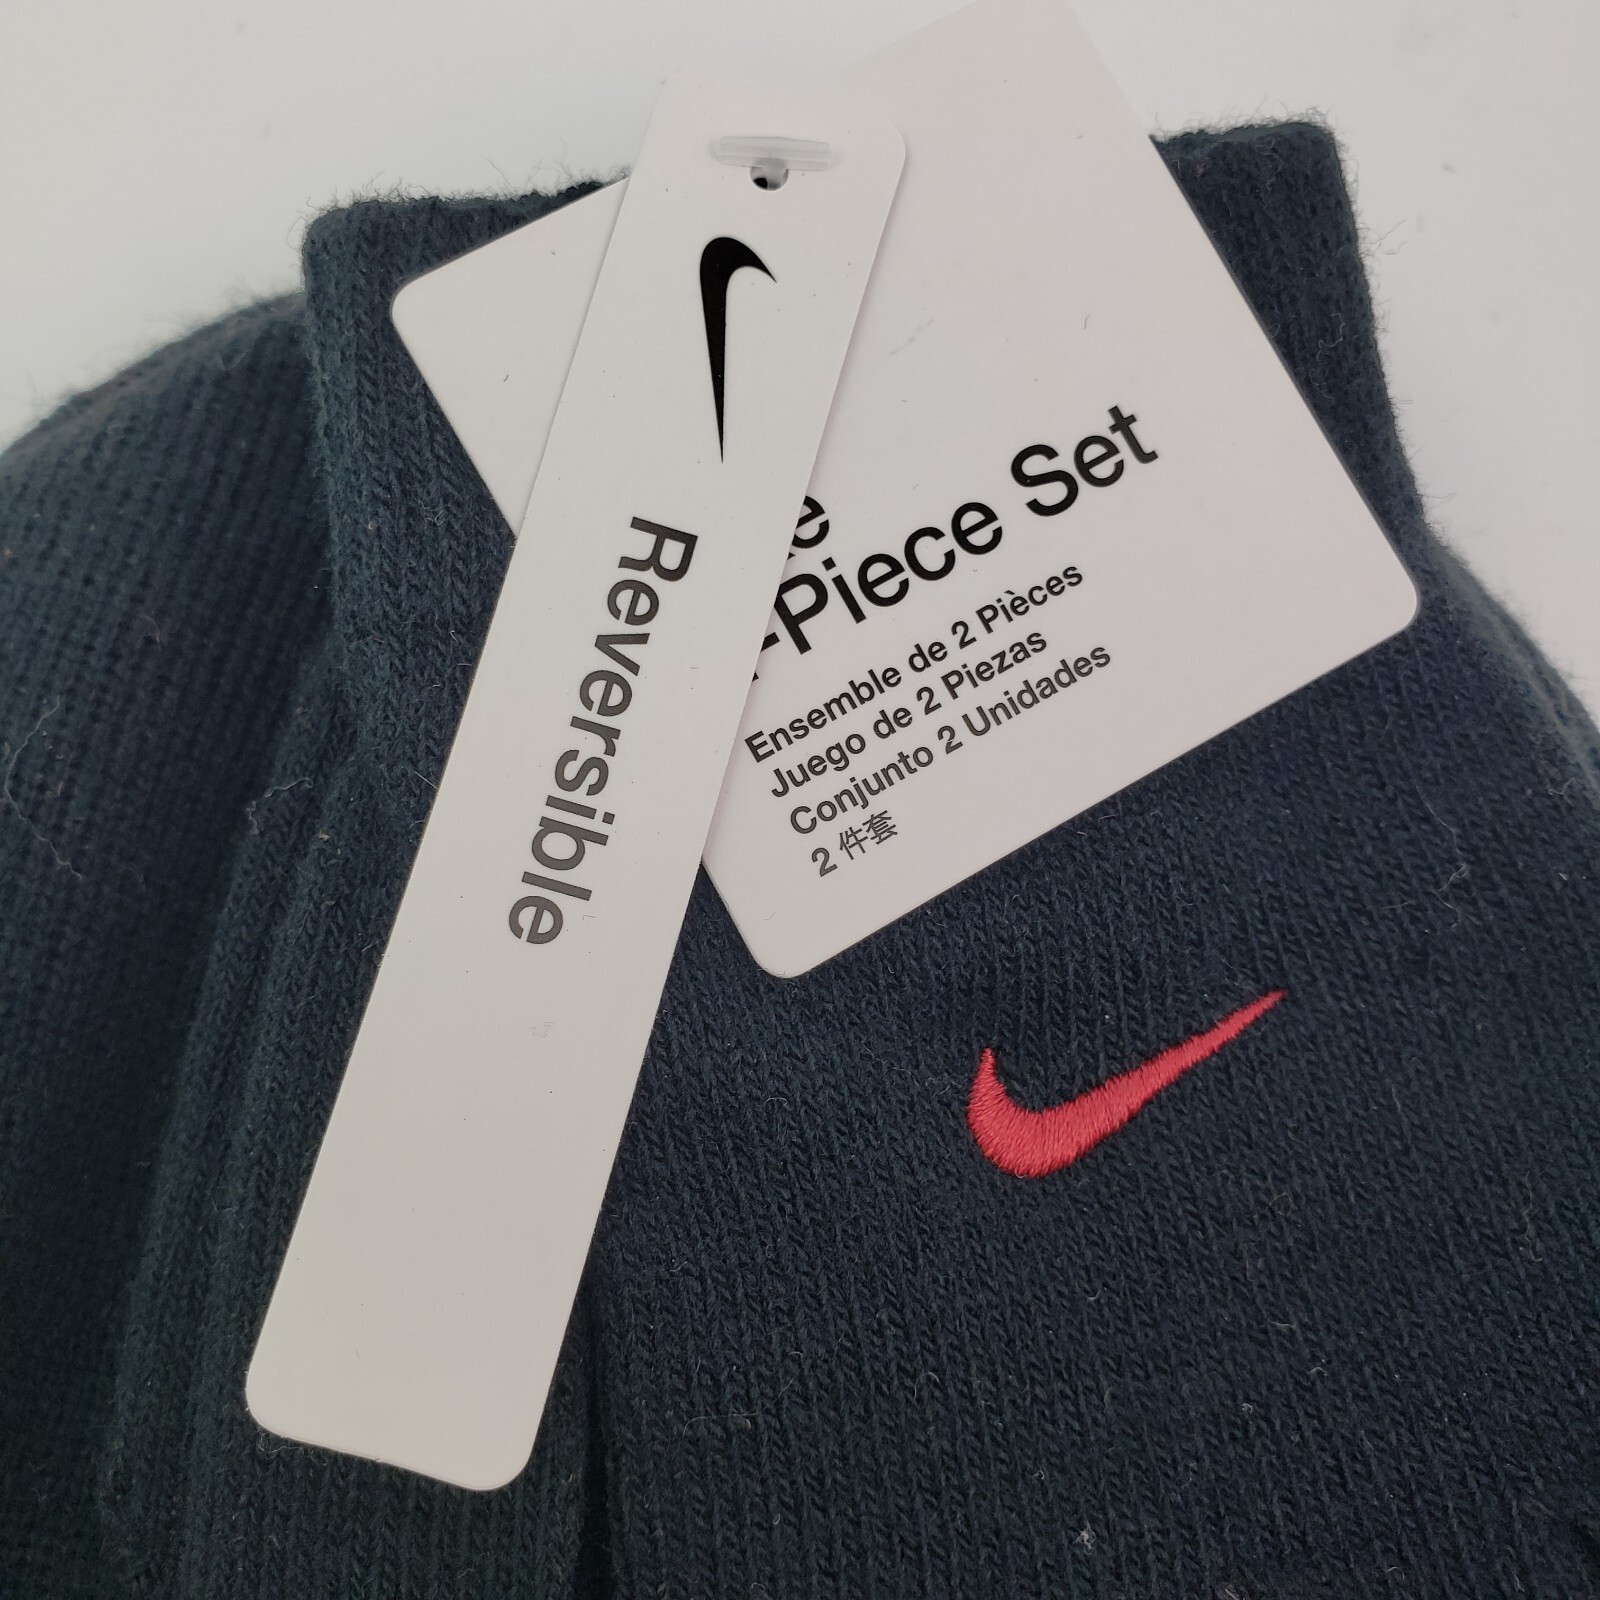 Reversible
-Piece Set
Ensemble de 2 Pièces
Juego de 2 Piezas
Conjunto 2 Unidades
2 件套